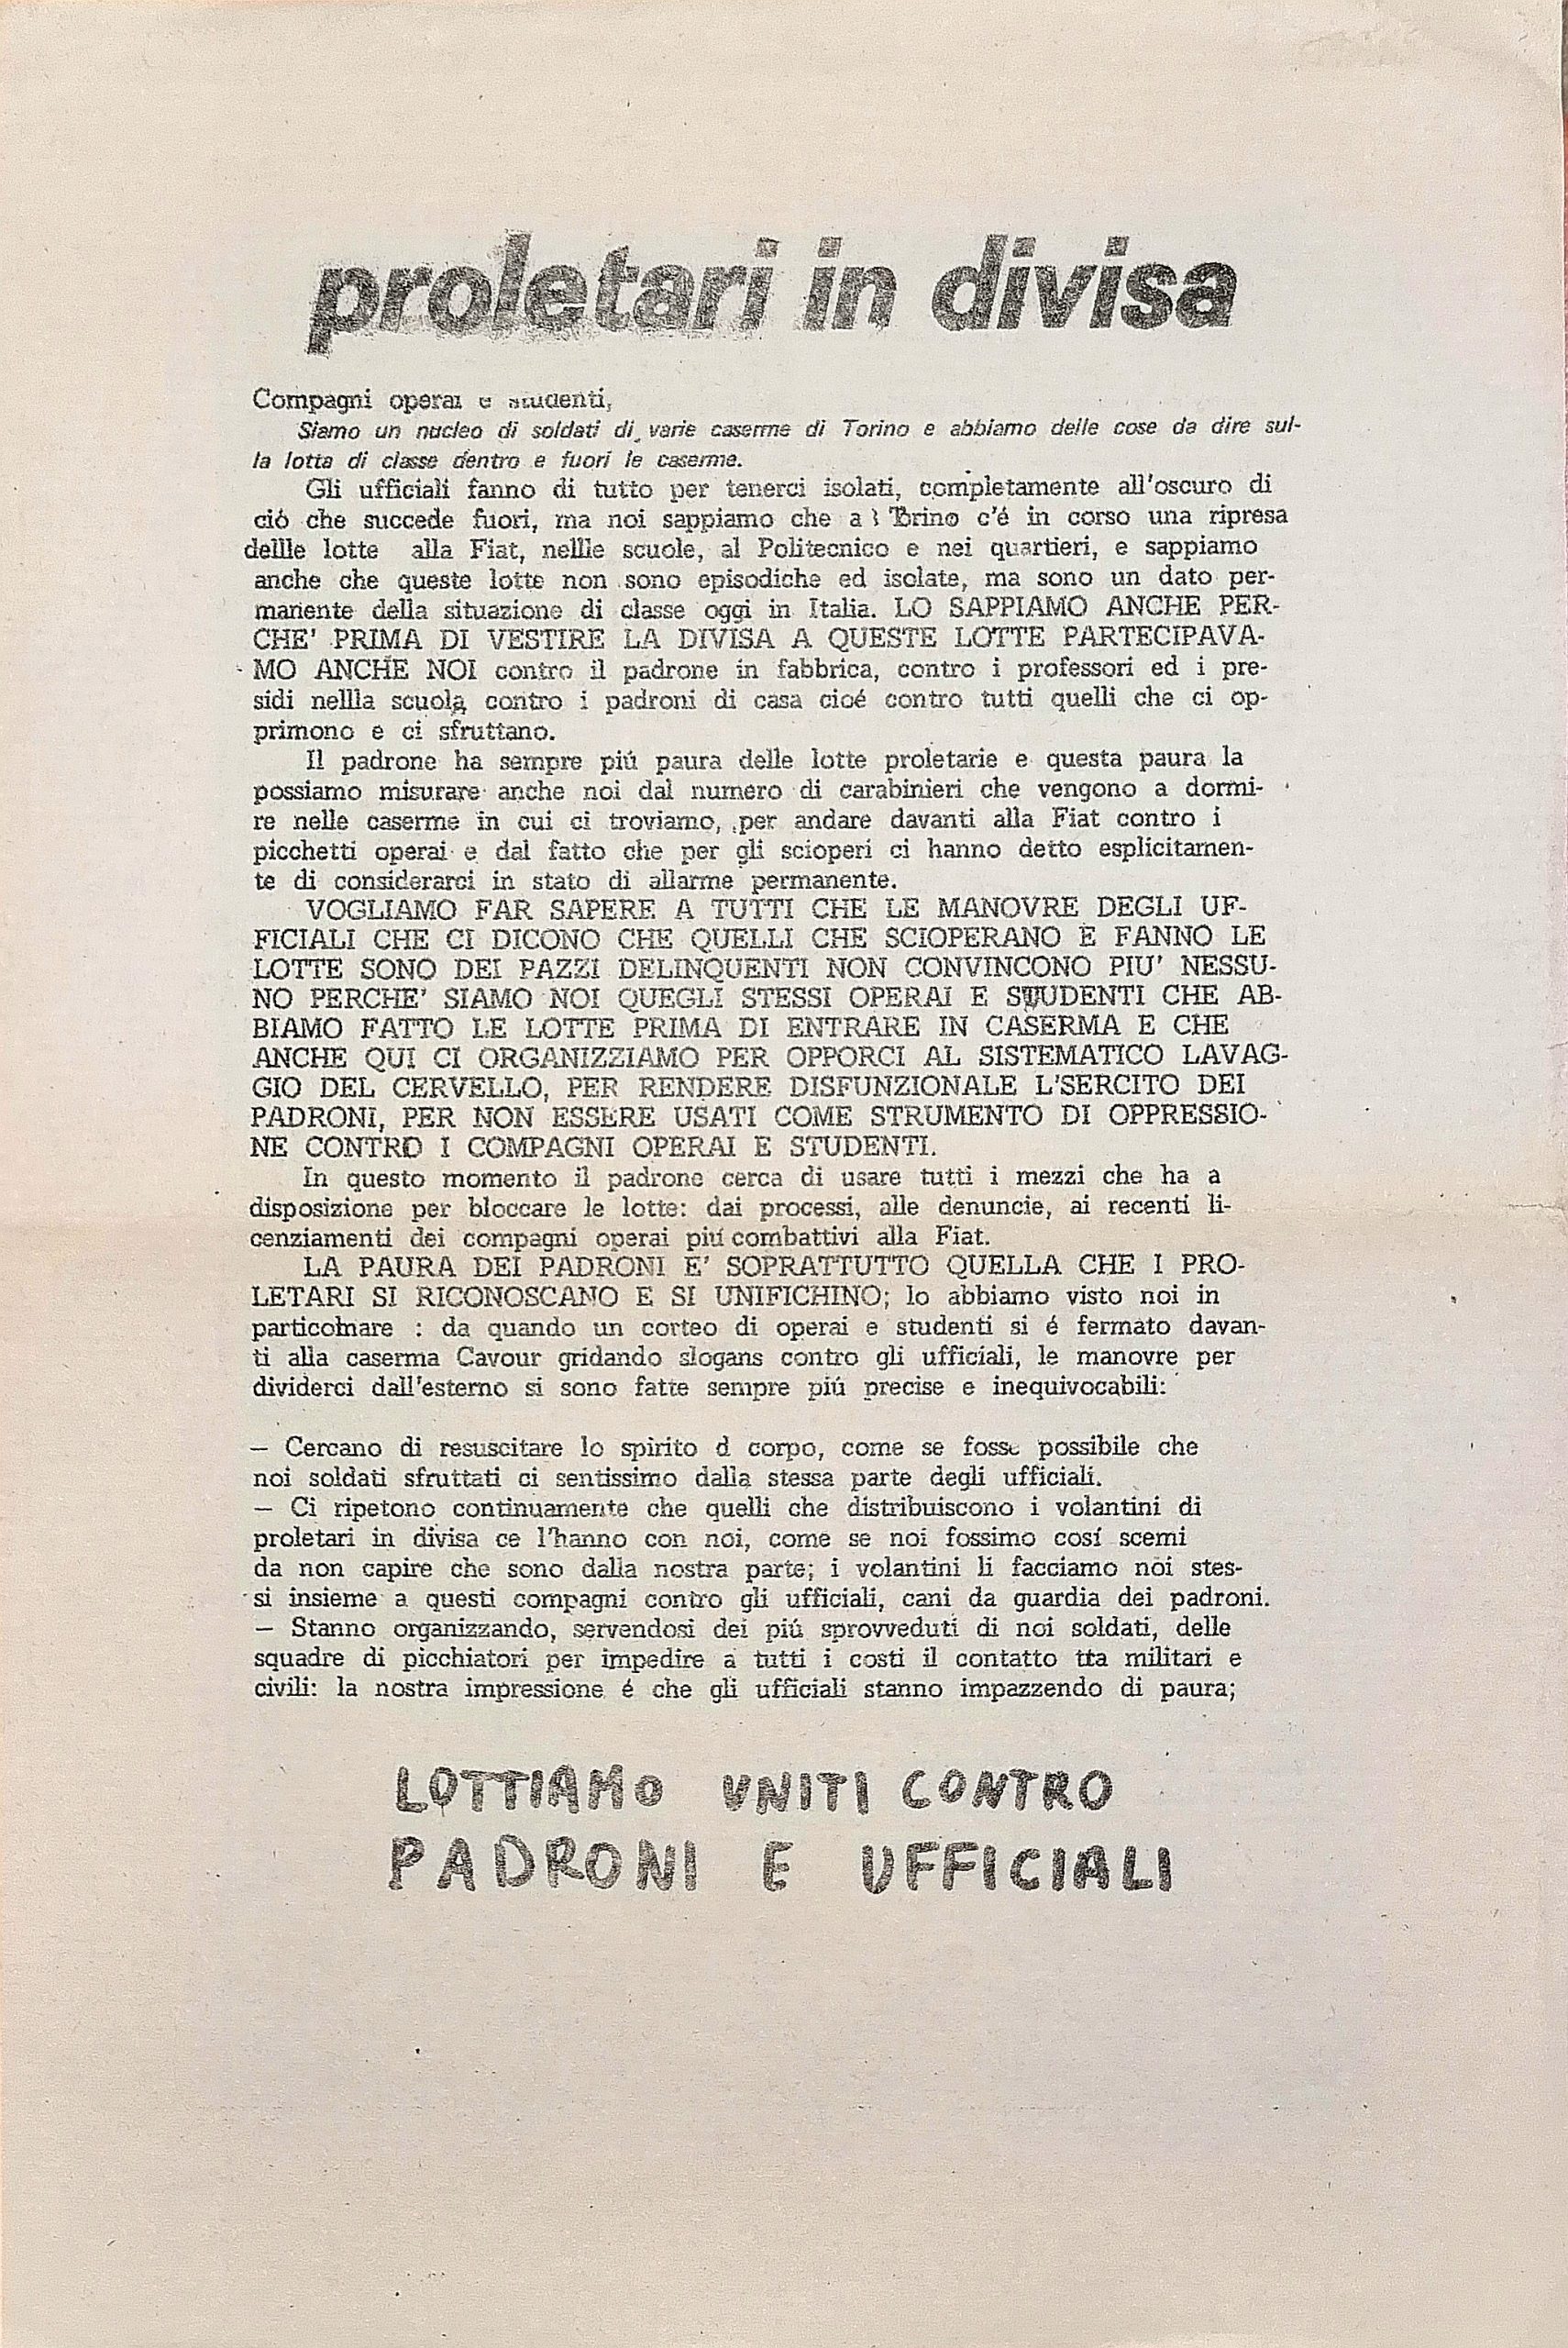 proletari in divisa
Compagni operai e studenti,
Siamo un nucleo di soldati di varie caserme di Torino e abbiamo delle cose da dire sul-
la lotta di classe dentro e fuori le caserme.
Gli ufficiali fanno di tutto per tenerci isolati, completamente all'oscuro di
ció che succede fuori, ma noi sappiamo che a Torino c'é in corso una ripresa
dellle lotte alla Fiat, nellle scuole, al Politecnico e nei quartieri, e sappiamo
anche che queste lotte non sono episodiche ed isolate, ma sono un dato per-
manente della situazione di classe oggi in Italia. LO SAPPIAMO ANCHE PER-
CHE' PRIMA DI VESTIRE LA DIVISA A QUESTE LOTTE PARTECIPAVA-
MO ANCHE NOI contro il padrone in fabbrica, contro i professori ed i pre-
sidi nellla scuola contro i padroni di casa cioé contro tutti quelli che ci op-
primono e ci sfruttano.
Il padrone ha sempre piú paura delle lotte proletarie e questa paura la
possiamo misurare anche noi dal numero di carabinieri che vengono a dormi-
re nelle caserme in cui ci troviamo, per andare davanti alla Fiat contro i
picchetti operai e dal fatto che per gli scioperi ci hanno detto esplicitamen-
te di considerarci in stato di allarme permanente.
VOGLIAMO FAR SAPERE A TUTTI CHE LE MANOVRE DEGLI UF-
FICIALI CHE CI DICONO CHE QUELLI CHE SCIOPERANO E FANNO LE
LOTTE SONO DEI PAZZI DELINQUENTI NON CONVINCONO PIU' NESSU-
NO PERCHE' SIAMO NOI QUEGLI STESSI OPERAI E STUDENTI CHE AB-
BIAMO FATTO LE LOTTE PRIMA DI ENTRARE IN CASERMA E CHE
ANCHE QUI CI ORGANIZZIAMO PER OPPORCI AL SISTEMATICO LAVAG-
GIO DEL CERVELLO, PER RENDERE DISFUNZIONALE L'SERCITO DEI
PADRONI, PER NON ESSERE USATI COME STRUMENTO DI OPPRESSIO-
NE CONTRO I COMPAGNI OPERAI E STUDENTI.
In questo momento il padrone cerca di usare tutti i mezzi che ha a
disposizione per bloccare le lotte: dai processi, alle denuncie, ai recenti li-
cenziamenti dei compagni operai piú combattivi alla Fiat.
LA PAURA DEI PADRONI E' SOPRATTUTTO QUELLA CHE I PRO-
LETARI SI RICONOSCANO E SI UNIFICHINO; lo abbiamo visto noi in
particolnare : da quando un corteo di operai e studenti si é fermato davan-
ti alla caserma Cavour gridando slogans contro gli ufficiali, le manovre per
dividerci dall'esterno si sono fatte sempre piú precise e inequivocabili:
— Cercano di resuscitare lo spirito d corpo, come se fosse possibile che
noi soldati sfruttati ci sentissimo dalla stessa parte degli ufficiali.
— Ci ripetono continuamente che quelli che distribuiscono i volantini di
proletari in divisa ce l'hanno con noi, come se noi fossimo cosí scemi
da non capire che sono dalla nostra parte; i volantini li facciamo noi stes-
si insieme a questi compagni contro gli ufficiali, cani da guardia dei padroni.
— Stanno organizzando, servendosi dei piú sprovveduti di noi soldati, delle
squadre di picchiatori per impedire a tutti i costi il contatto tta militari e
civili: la nostra impressione é che gli ufficiali stanno impazzendo di paura;
LOTTIAMO UNITI CONTRO
PADRONI E UFFICIALI